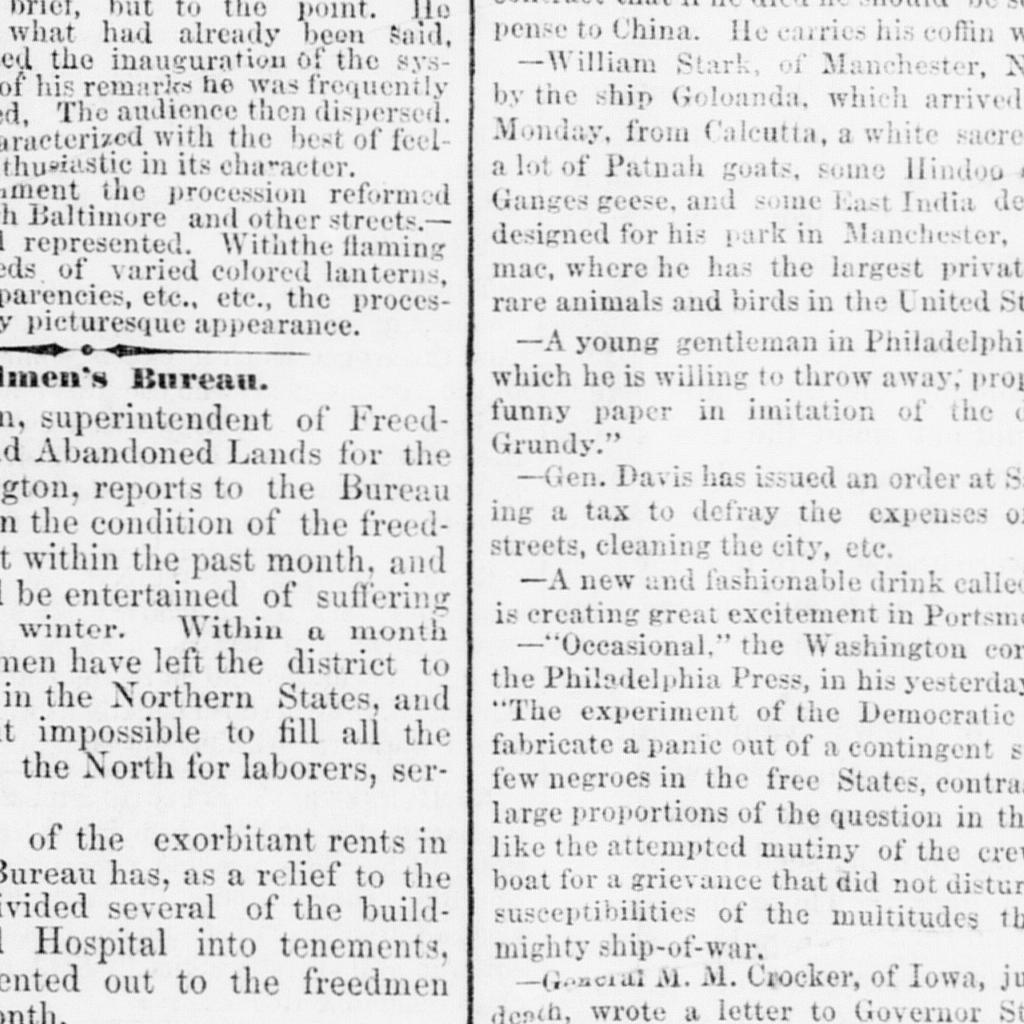 brief, but to the point. He
what had already been said,
ed the inauguration of the sys-
of his remarks he was frequently
ed, The audience then dispersed.
aracterized with the best of feel-
thusiastic in its character.
nment the procession reformed
h Baltimore and other streets.—
l represented. Withthe flaming
eds of varied colored lanterns,
parencies, etc., etc., the proces-
y picturesque appearance.
dmen's Bureau.
n, superintendent of Freed-
d Abandoned Lands for the
gton, reports to the Bureau
n the condition of the freed-
t within the past month, and
l be entertained of suffering
winter. Within a month
men have left the district to
in the Northern States, and
it impossible to fill all the
the North for laborers, ser-
of the exorbitant rents in
Bureau has, as a relief to the
ivided several of the build-
l Hospital into tenements,
ented out to the freedmen
onth.
contract that if he died he should be
pense to China. He carries his coffin w
—William Stark, of Manchester, N
by the ship Goloanda, which arrived
Monday, from Calcutta, a white sacre
a lot of Patnah goats, some Hindoo
Ganges geese, and some East India de
designed for his park in Manchester,
mac, where he has the largest privat
rare animals and birds in the United St
—A young gentleman in Philadelphi
which he is willing to throw away, prop
funny paper in imitation of the
Grundy."
—Gen. Davis has issued an order at S
ing a tax to defray the expenses o
streets, cleaning the city, etc.
—A new and fashionable drink called
is creating great excitement in Portsmo
—"Occasional," the Washington cor
the Philadelphia Press, in his yesterday
"The experiment of the Democratic
fabricate a panic out of a contingent s
few negroes in the free States, contra
large proportions of the question in th
like the attempted mutiny of the crew
boat for a grievance that did not distur
susceptibilities of the multitudes th
mighty ship-of-war.
—General M. M. Crocker, of Iowa, ju
death, wrote a letter to Governor St